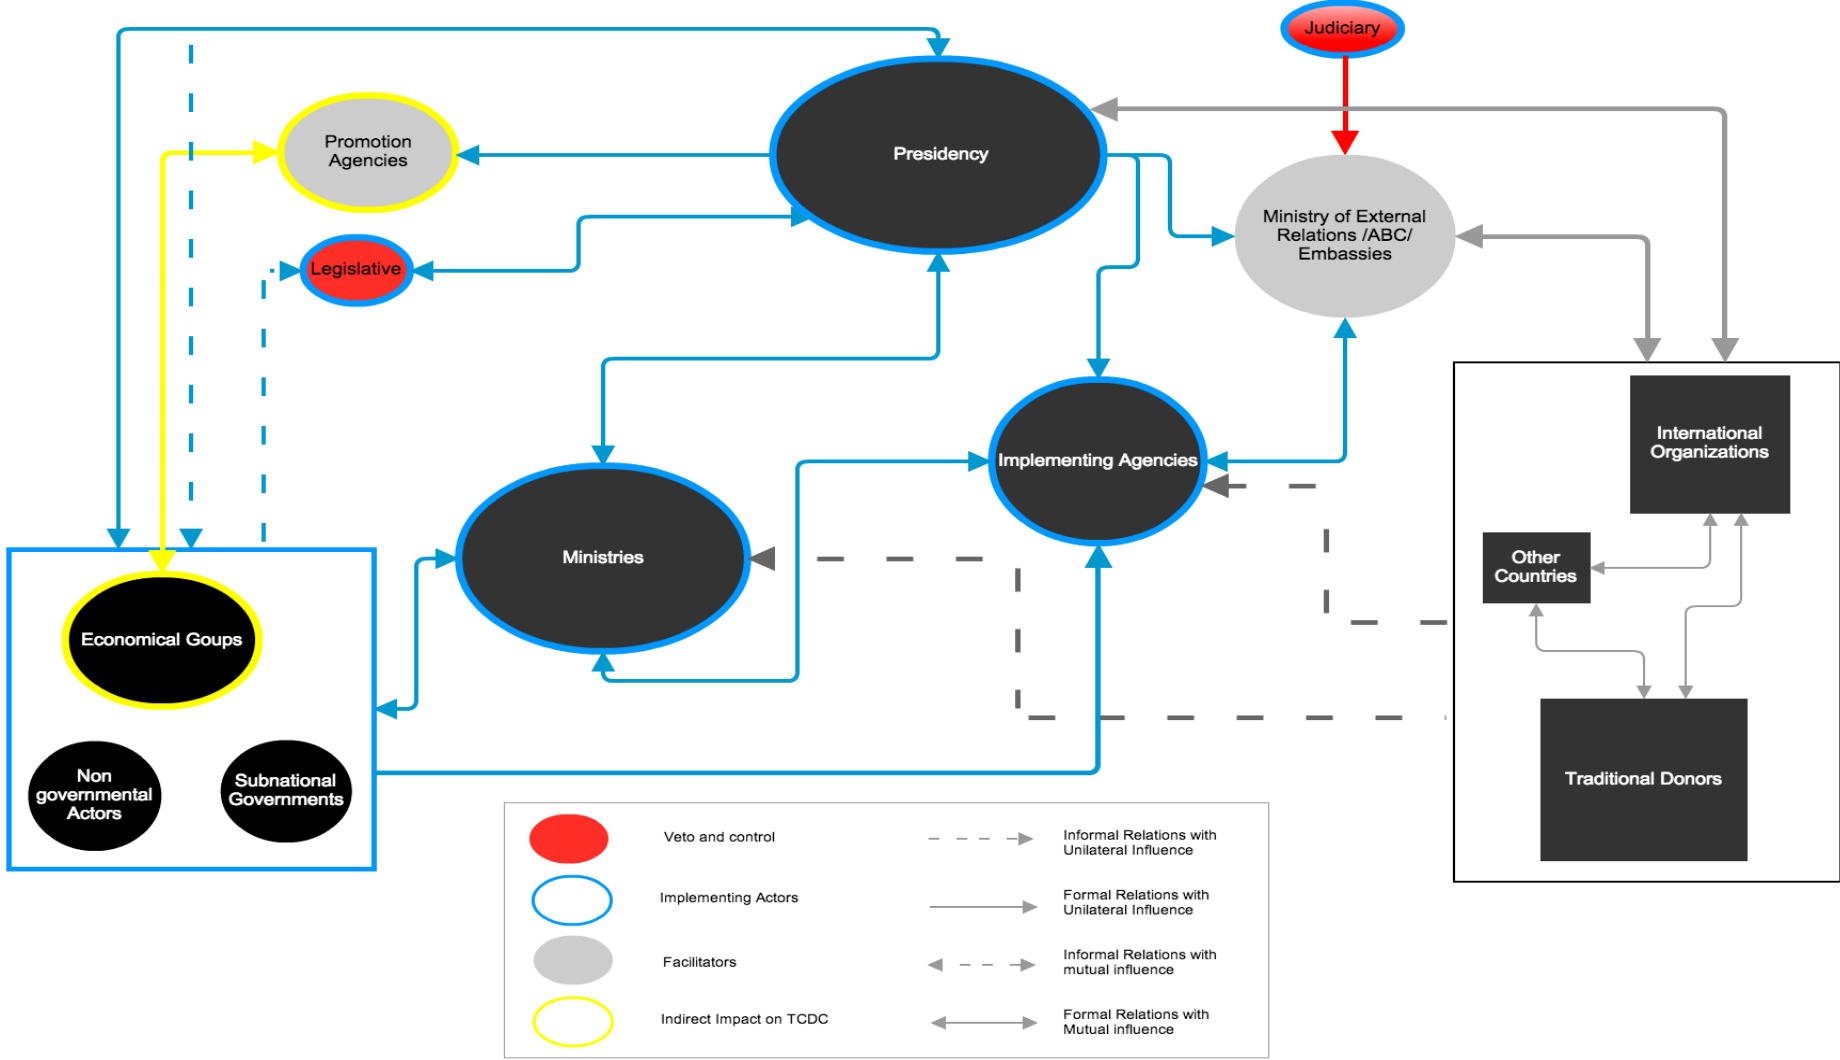 Judiciary
Promotion
Agencies
Presidency
Legislative
Ministry of External
Relations /ABC/
Embassies
International
Organizations
Implementing Agencies
Ministries
Other
Countries
Economical Goups
Non
governmental
Actors
Subnational
Governments
Traditional Donors
Veto and control
Informal Relations with
Unilateral Influence
Implementing Actors
Formal Relations with
Unilateral Influence
Facilitators
Informal Relations with
mutual influence
Indirect Impact on TCDC
Formal Relations with
Mutual influence